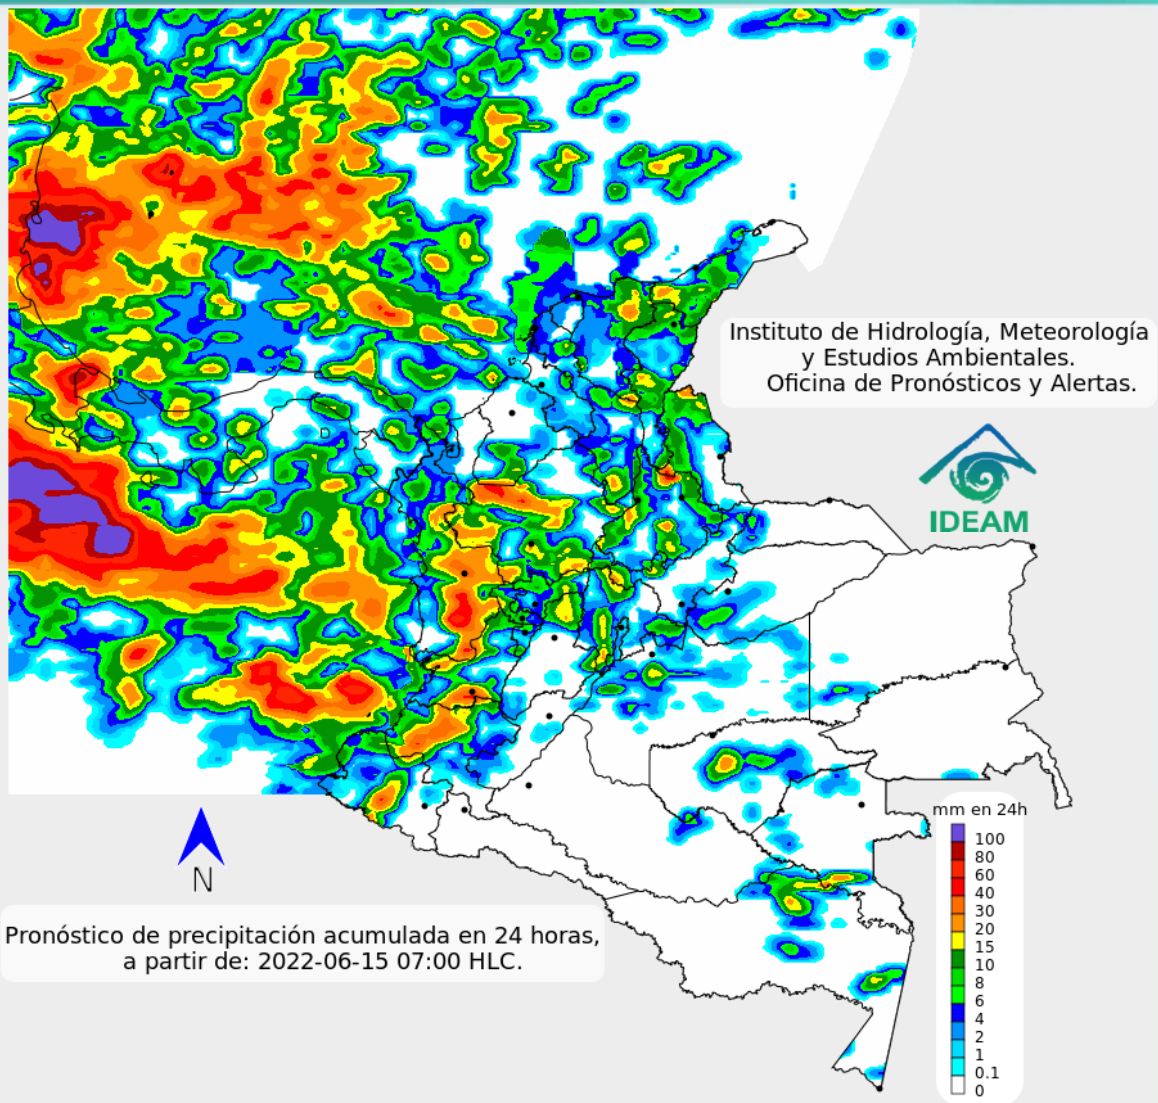 Instituto de Hidrología, Meteorología
y Estudios Ambientales.
Oficina de Pronósticos y Alertas.
IDEAM
mm en 24h
100
80
60
40
30
20
15
10
8
6
4
2
1
0.1
0
N
Pronóstico de precipitación acumulada en 24 horas,
a partir de: 2022-06-15 07:00 HLC.